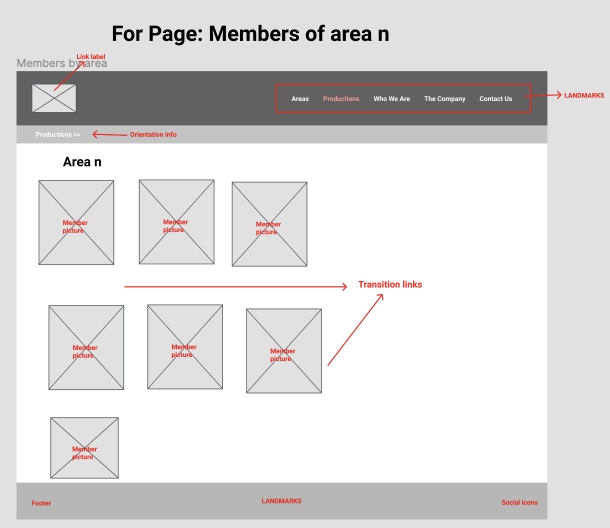 For Page: Members of area n
Members by area
Link label
Areas
Productions
Who We Are
The Company
Contact Us
LANDMARKS
Productions >>
Orientation info
Area n
Member
picture
Member
picture
Member
picture
Transition links
Member
picture
Member
picture
Member
picture
Member
picture
Footer
LANDMARKS
Social icons